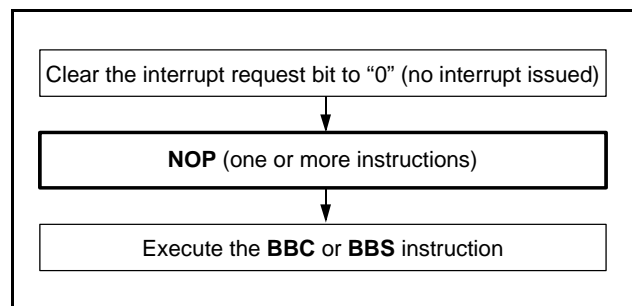 Clear the interrupt request bit to “0” (no interrupt issued)
NOP (one or more instructions)
Execute the BBC or BBS instruction